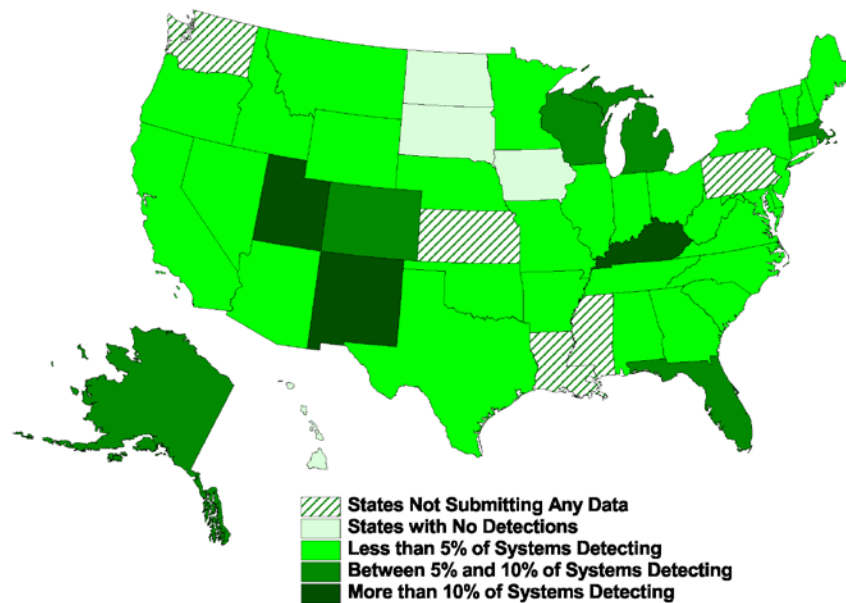 States Not Submitting Any Data
States with No Detections
Less than 5% of Systems Detecting
Between 5% and 10% of Systems Detecting
More than 10% of Systems Detecting